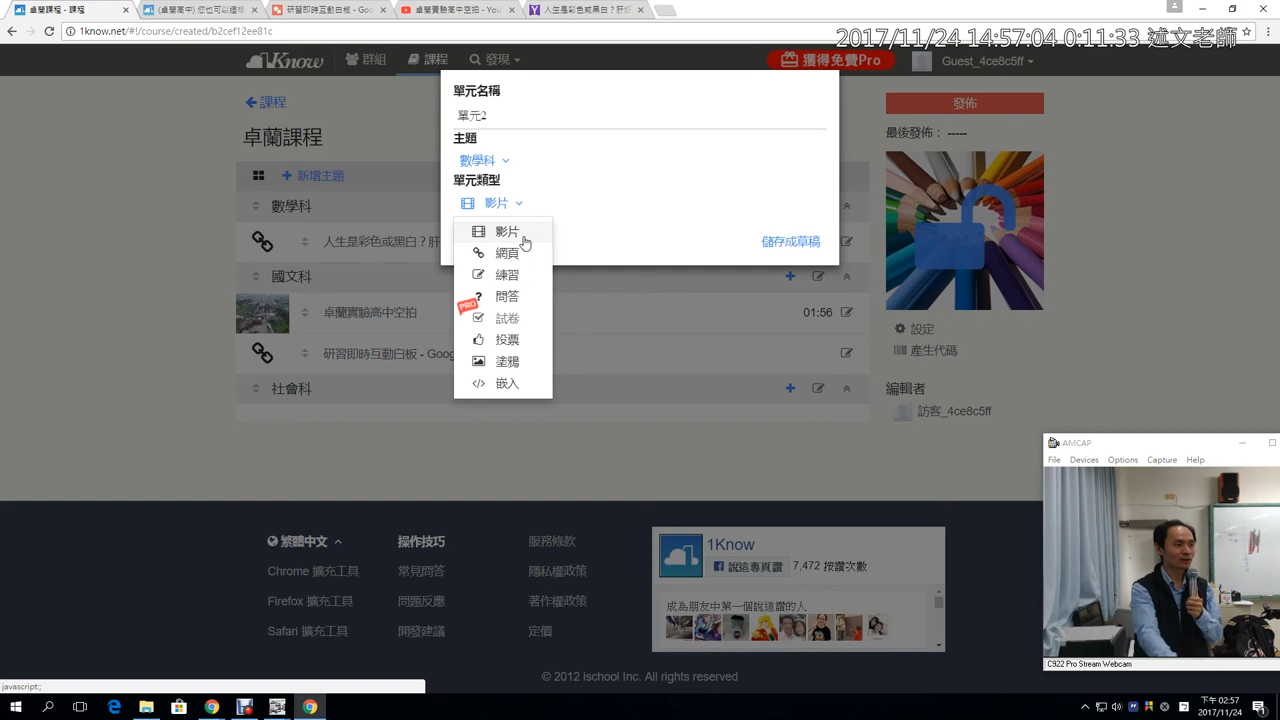 卓蘭課程 - 課程
(卓蘭高中) 您也可以這樣
研習即時互動白板 - Goo
卓蘭實驗高中空拍 - You
人生是彩色或黑白？肝好
1know.net/#!/course/created/b2cef12ee81c
2017/11/24 14:57:04 0:11:33 述文老師
1Know
群組
課程
發現
獲得免費Pro
Guest_4ce8c5ff
課程
卓蘭課程
新增主題
數學科
人生是彩色或黑白？肝
國文科
卓蘭實驗高中空拍
01:56
研習即時互動白板 - Goog
社會科
單元名稱
單元2
主題
數學科
單元類型
影片
儲存成草稿
影片
網頁
練習
問答
PRO
試卷
投票
塗鴉
嵌入
發佈
最後發佈： -----
設定
產生代碼
編輯者
訪客_4ce8c5ff
AMCAP
File Devices Options Capture Help
C922 Pro Stream Webcam
繁體中文
Chrome 擴充工具
Firefox 擴充工具
Safari 擴充工具
操作技巧
常見問答
問題反應
開發建議
服務條款
隱私權政策
著作權政策
定價
1Know
說這專頁讚
7,472 按讚次數
成為朋友中第一個說這讚的人
© 2012 ischool Inc. All rights reserved
javascript:;
下午 02:57
2017/11/24